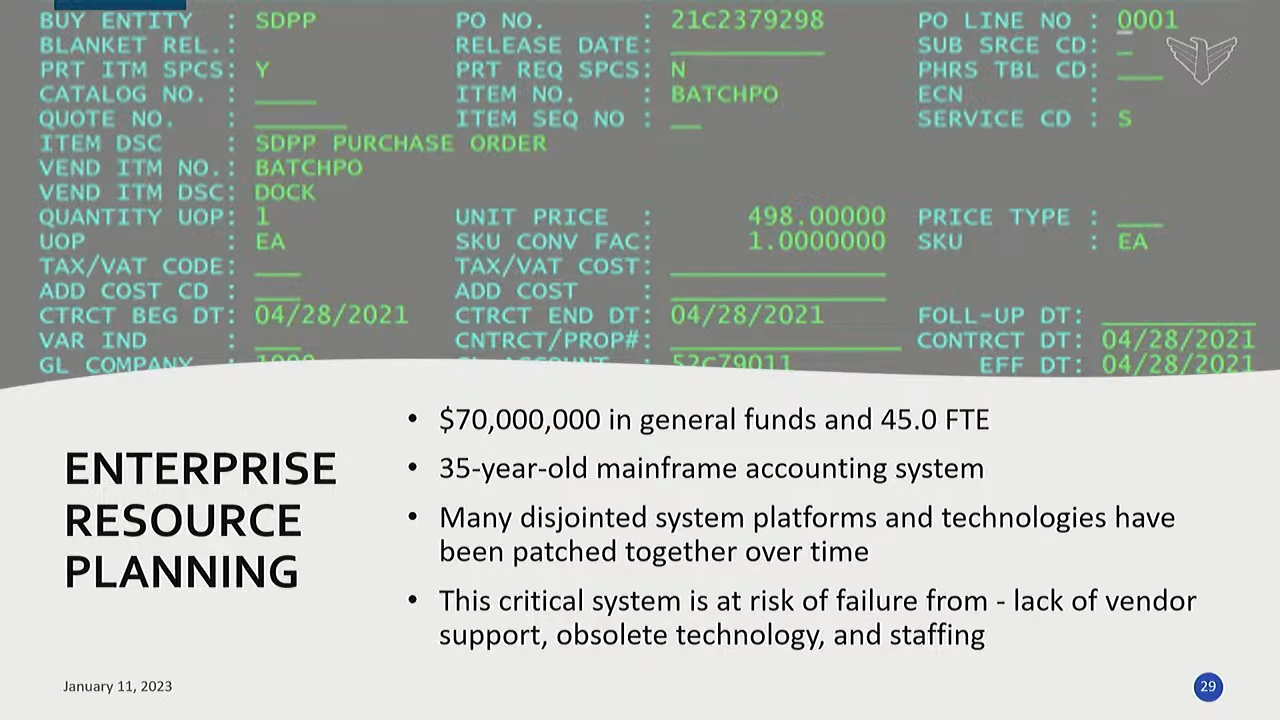 BUY ENTITY : SDPP PO NO. : 21c2379298 PO LINE NO : 0001
BLANKET REL.: RELEASE DATE: SUB SRCE CD:
PRT ITM SPCS: Y PRT REQ SPCS: N PHRS TBL CD:
CATALOG NO. : ITEM NO. : BATCHPO ECN :
QUOTE NO. : ITEM SEQ NO : SERVICE CD : S
ITEM DSC : SDPP PURCHASE ORDER
VEND ITM NO.: BATCHPO
VEND ITM DSC: DOCK
QUANTITY UOP: 1 UNIT PRICE : 498.00000 PRICE TYPE :
UOP : EA SKU CONV FAC: 1.0000000 SKU : EA
TAX/VAT CODE: TAX/VAT COST:
ADD COST CD : ADD COST :
CTRCT BEG DT: 04/28/2021 CTRCT END DT: 04/28/2021 FOLL-UP DT:
VAR IND : CNTRCT/PROP#: CONTRCT DT: 04/28/2021
GL COMPANY : 1000 GL ACCOUNT : 52c79011 EFF DT: 04/28/2021
ENTERPRISE
RESOURCE
PLANNING
• $70,000,000 in general funds and 45.0 FTE
• 35-year-old mainframe accounting system
• Many disjointed system platforms and technologies have
been patched together over time
• This critical system is at risk of failure from - lack of vendor
support, obsolete technology, and staffing
January 11, 2023
29